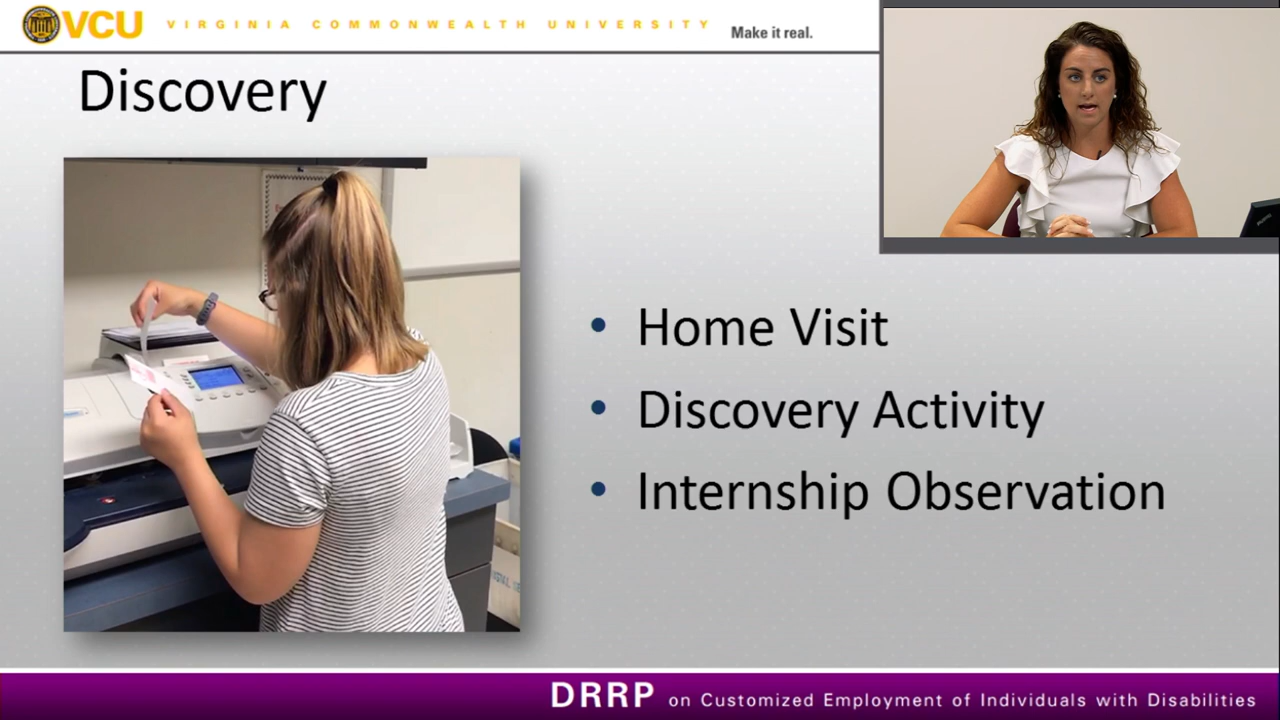 VCU VIRGINIA COMMONWEALTH UNIVERSITY Make it real.
Discovery
• Home Visit
• Discovery Activity
• Internship Observation
DRRP on Customized Employment of Individuals with Disabilities